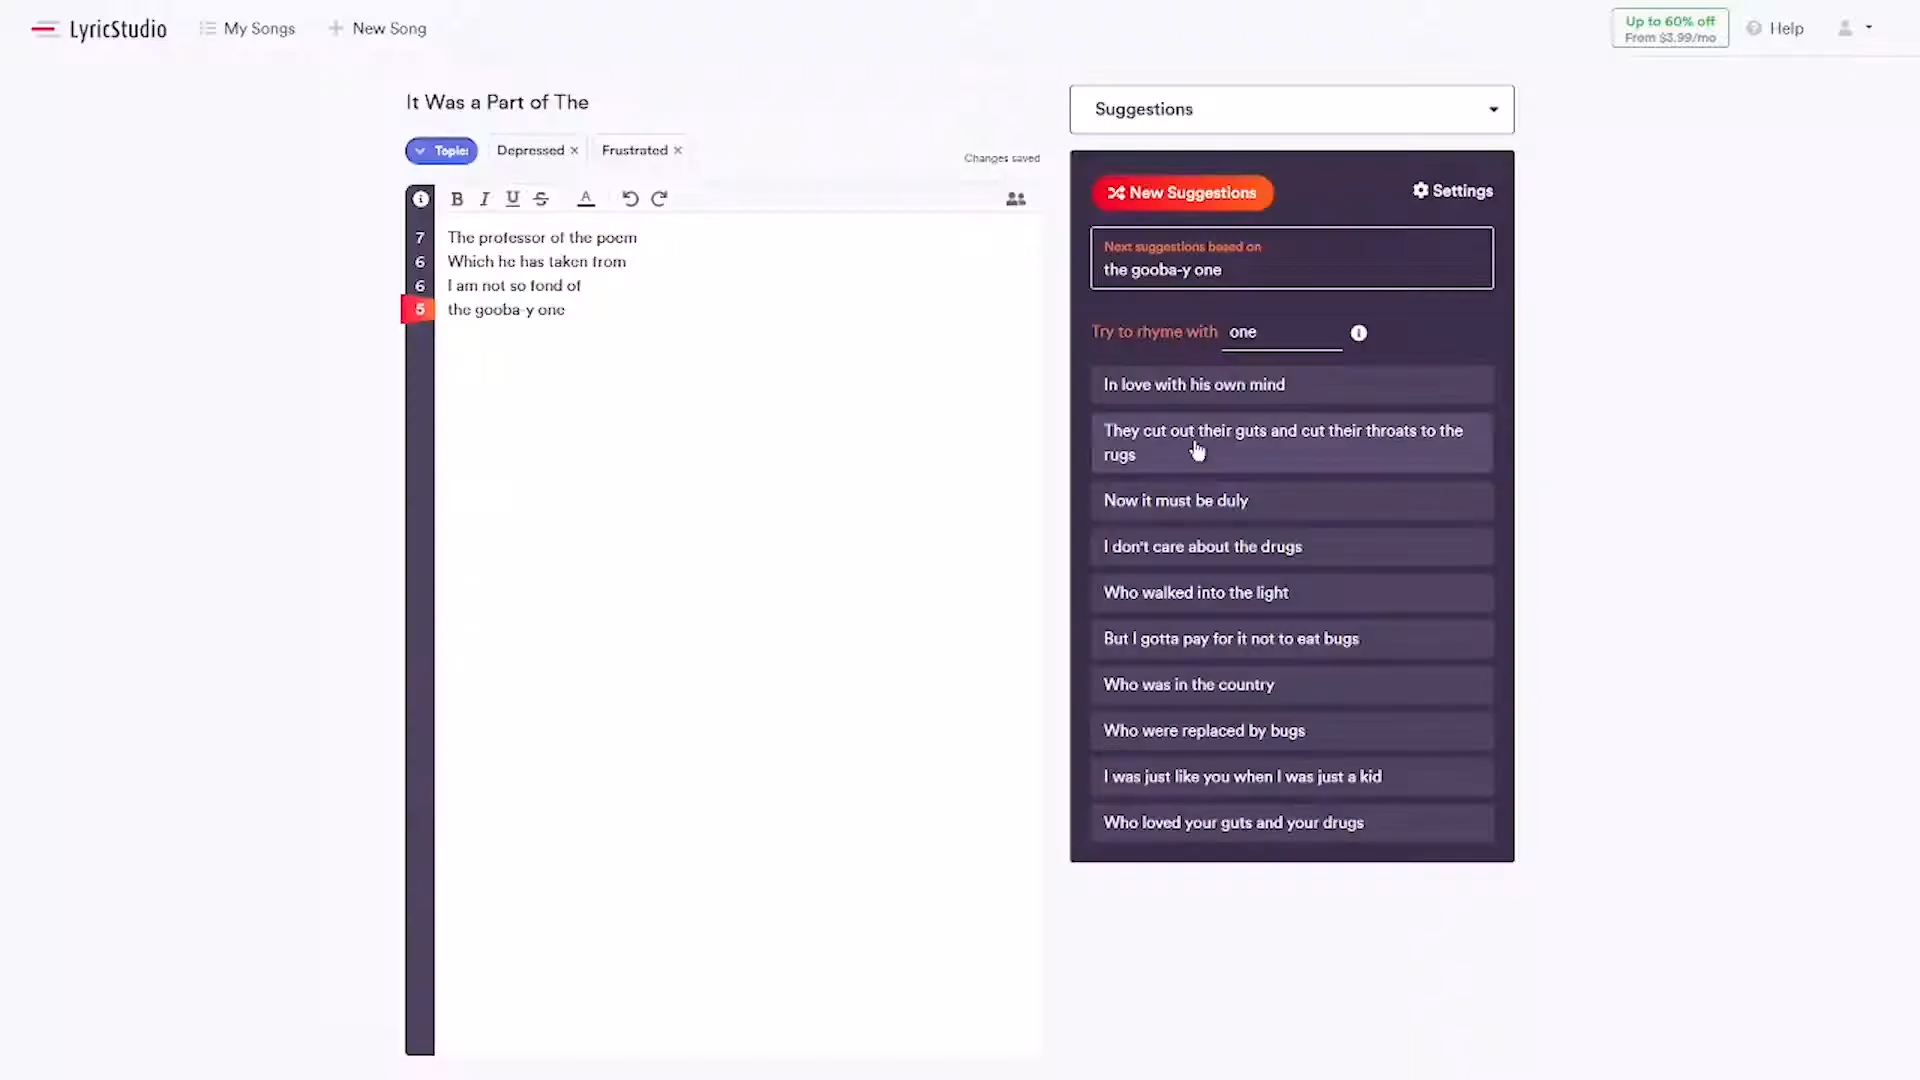 LyricStudio
My Songs
New Song
Up to 60% off
From $3.99/mo
Help
It Was a Part of The
Topic:
Depressed ×
Frustrated ×
Changes saved
B I U S A
7 The professor of the poem
6 Which he has taken from
6 I am not so fond of
5 the gooba-y one
Suggestions
New Suggestions
Settings
Next suggestions based on
the gooba-y one
Try to rhyme with one
In love with his own mind
They cut out their guts and cut their throats to the
rugs
Now it must be duly
I don't care about the drugs
Who walked into the light
But I gotta pay for it not to eat bugs
Who was in the country
Who were replaced by bugs
I was just like you when I was just a kid
Who loved your guts and your drugs